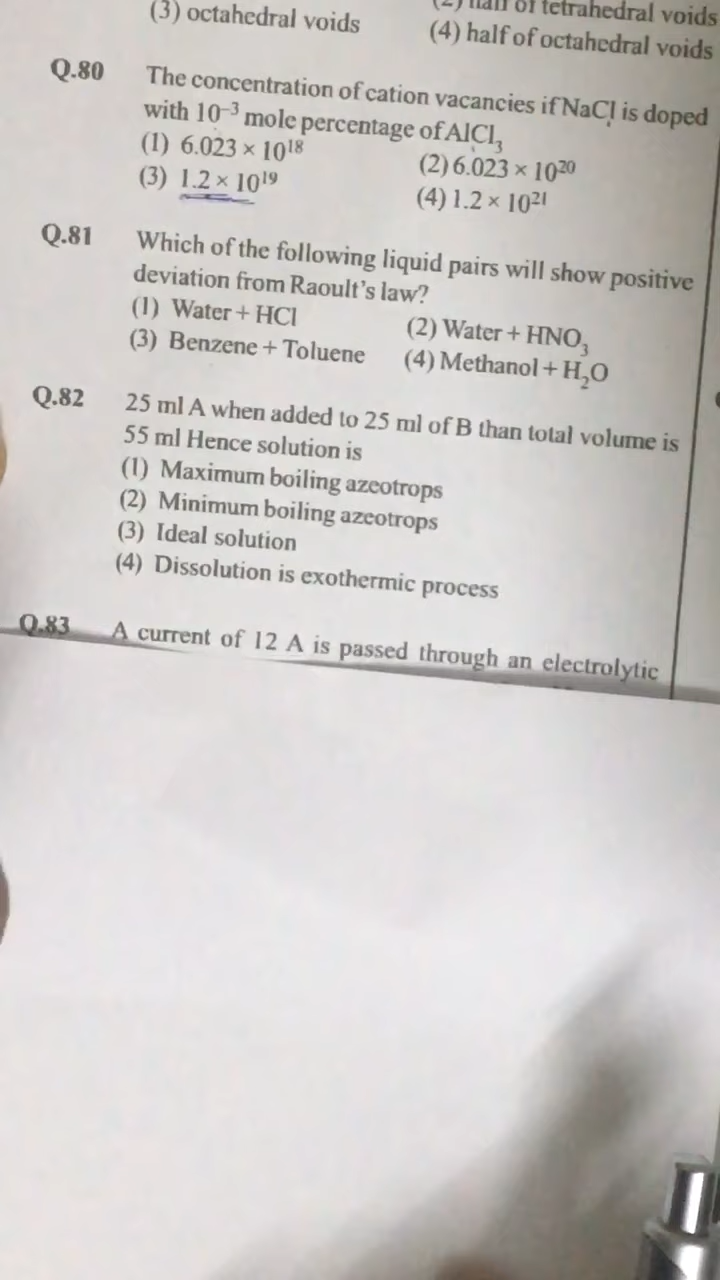 (3) octahedral voids (2) half of tetrahedral voids
(4) half of octahedral voids
Q.80 The concentration of cation vacancies if NaCl is doped
with 10⁻³ mole percentage of AlCl₃
(1) 6.023 × 10¹⁸ (2) 6.023 × 10²⁰
(3) 1.2 × 10¹⁹ (4) 1.2 × 10²¹
Q.81 Which of the following liquid pairs will show positive
deviation from Raoult's law?
(1) Water + HCl (2) Water + HNO₃
(3) Benzene + Toluene (4) Methanol + H₂O
Q.82 25 ml A when added to 25 ml of B than total volume is
55 ml Hence solution is
(1) Maximum boiling azeotrops
(2) Minimum boiling azeotrops
(3) Ideal solution
(4) Dissolution is exothermic process
Q.83 A current of 12 A is passed through an electrolytic